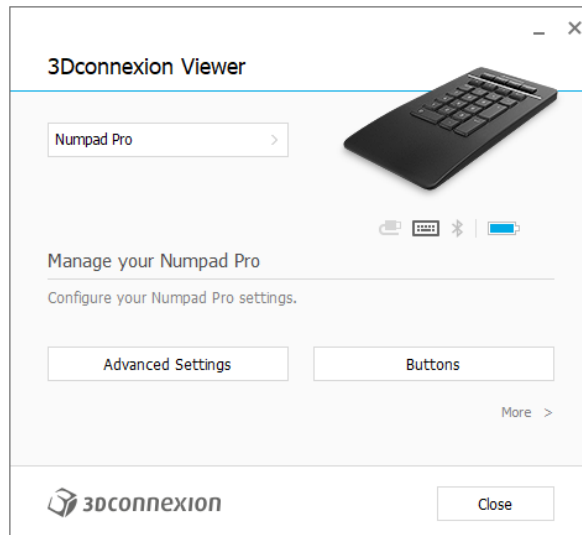 3Dconnexion Viewer
Numpad Pro >
Manage your Numpad Pro
Configure your Numpad Pro settings.
Advanced Settings
Buttons
More >
3Dconnexion
Close